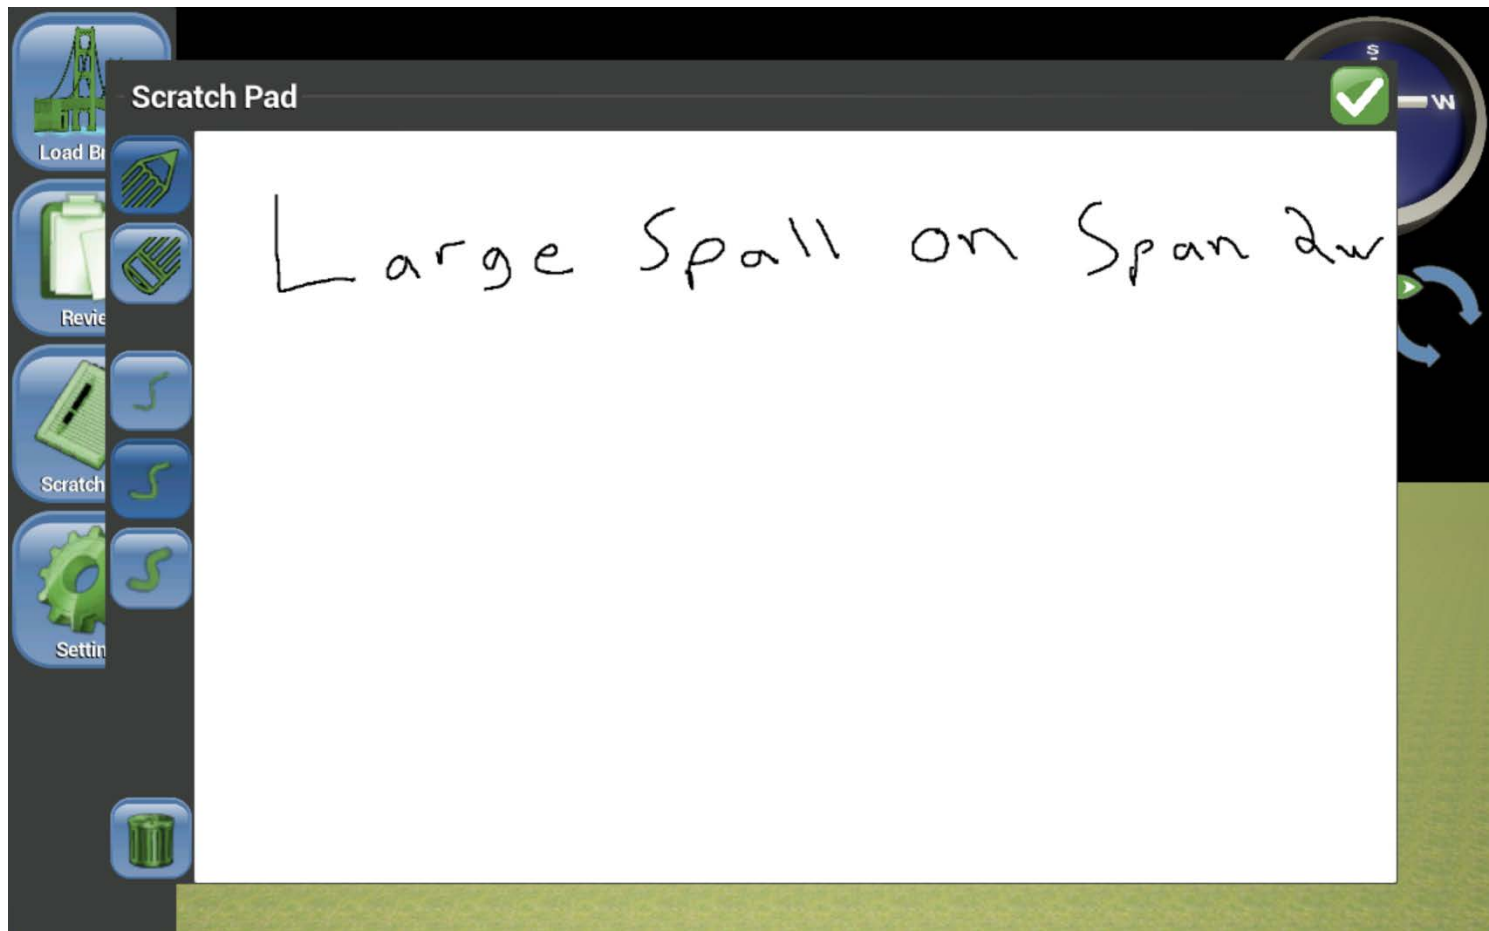 S
W
Scratch Pad
Load Br
Large Spall on Span 2w
Revie
Scratch
Settin